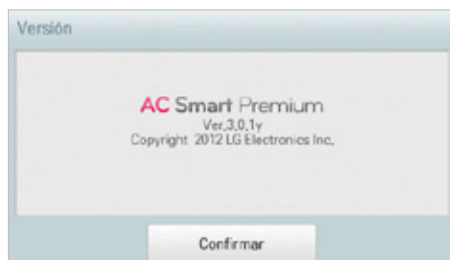 Versión
AC Smart Premium
Ver.3.0.1y
Copyright 2012 LG Electronics Inc.
Confirmar